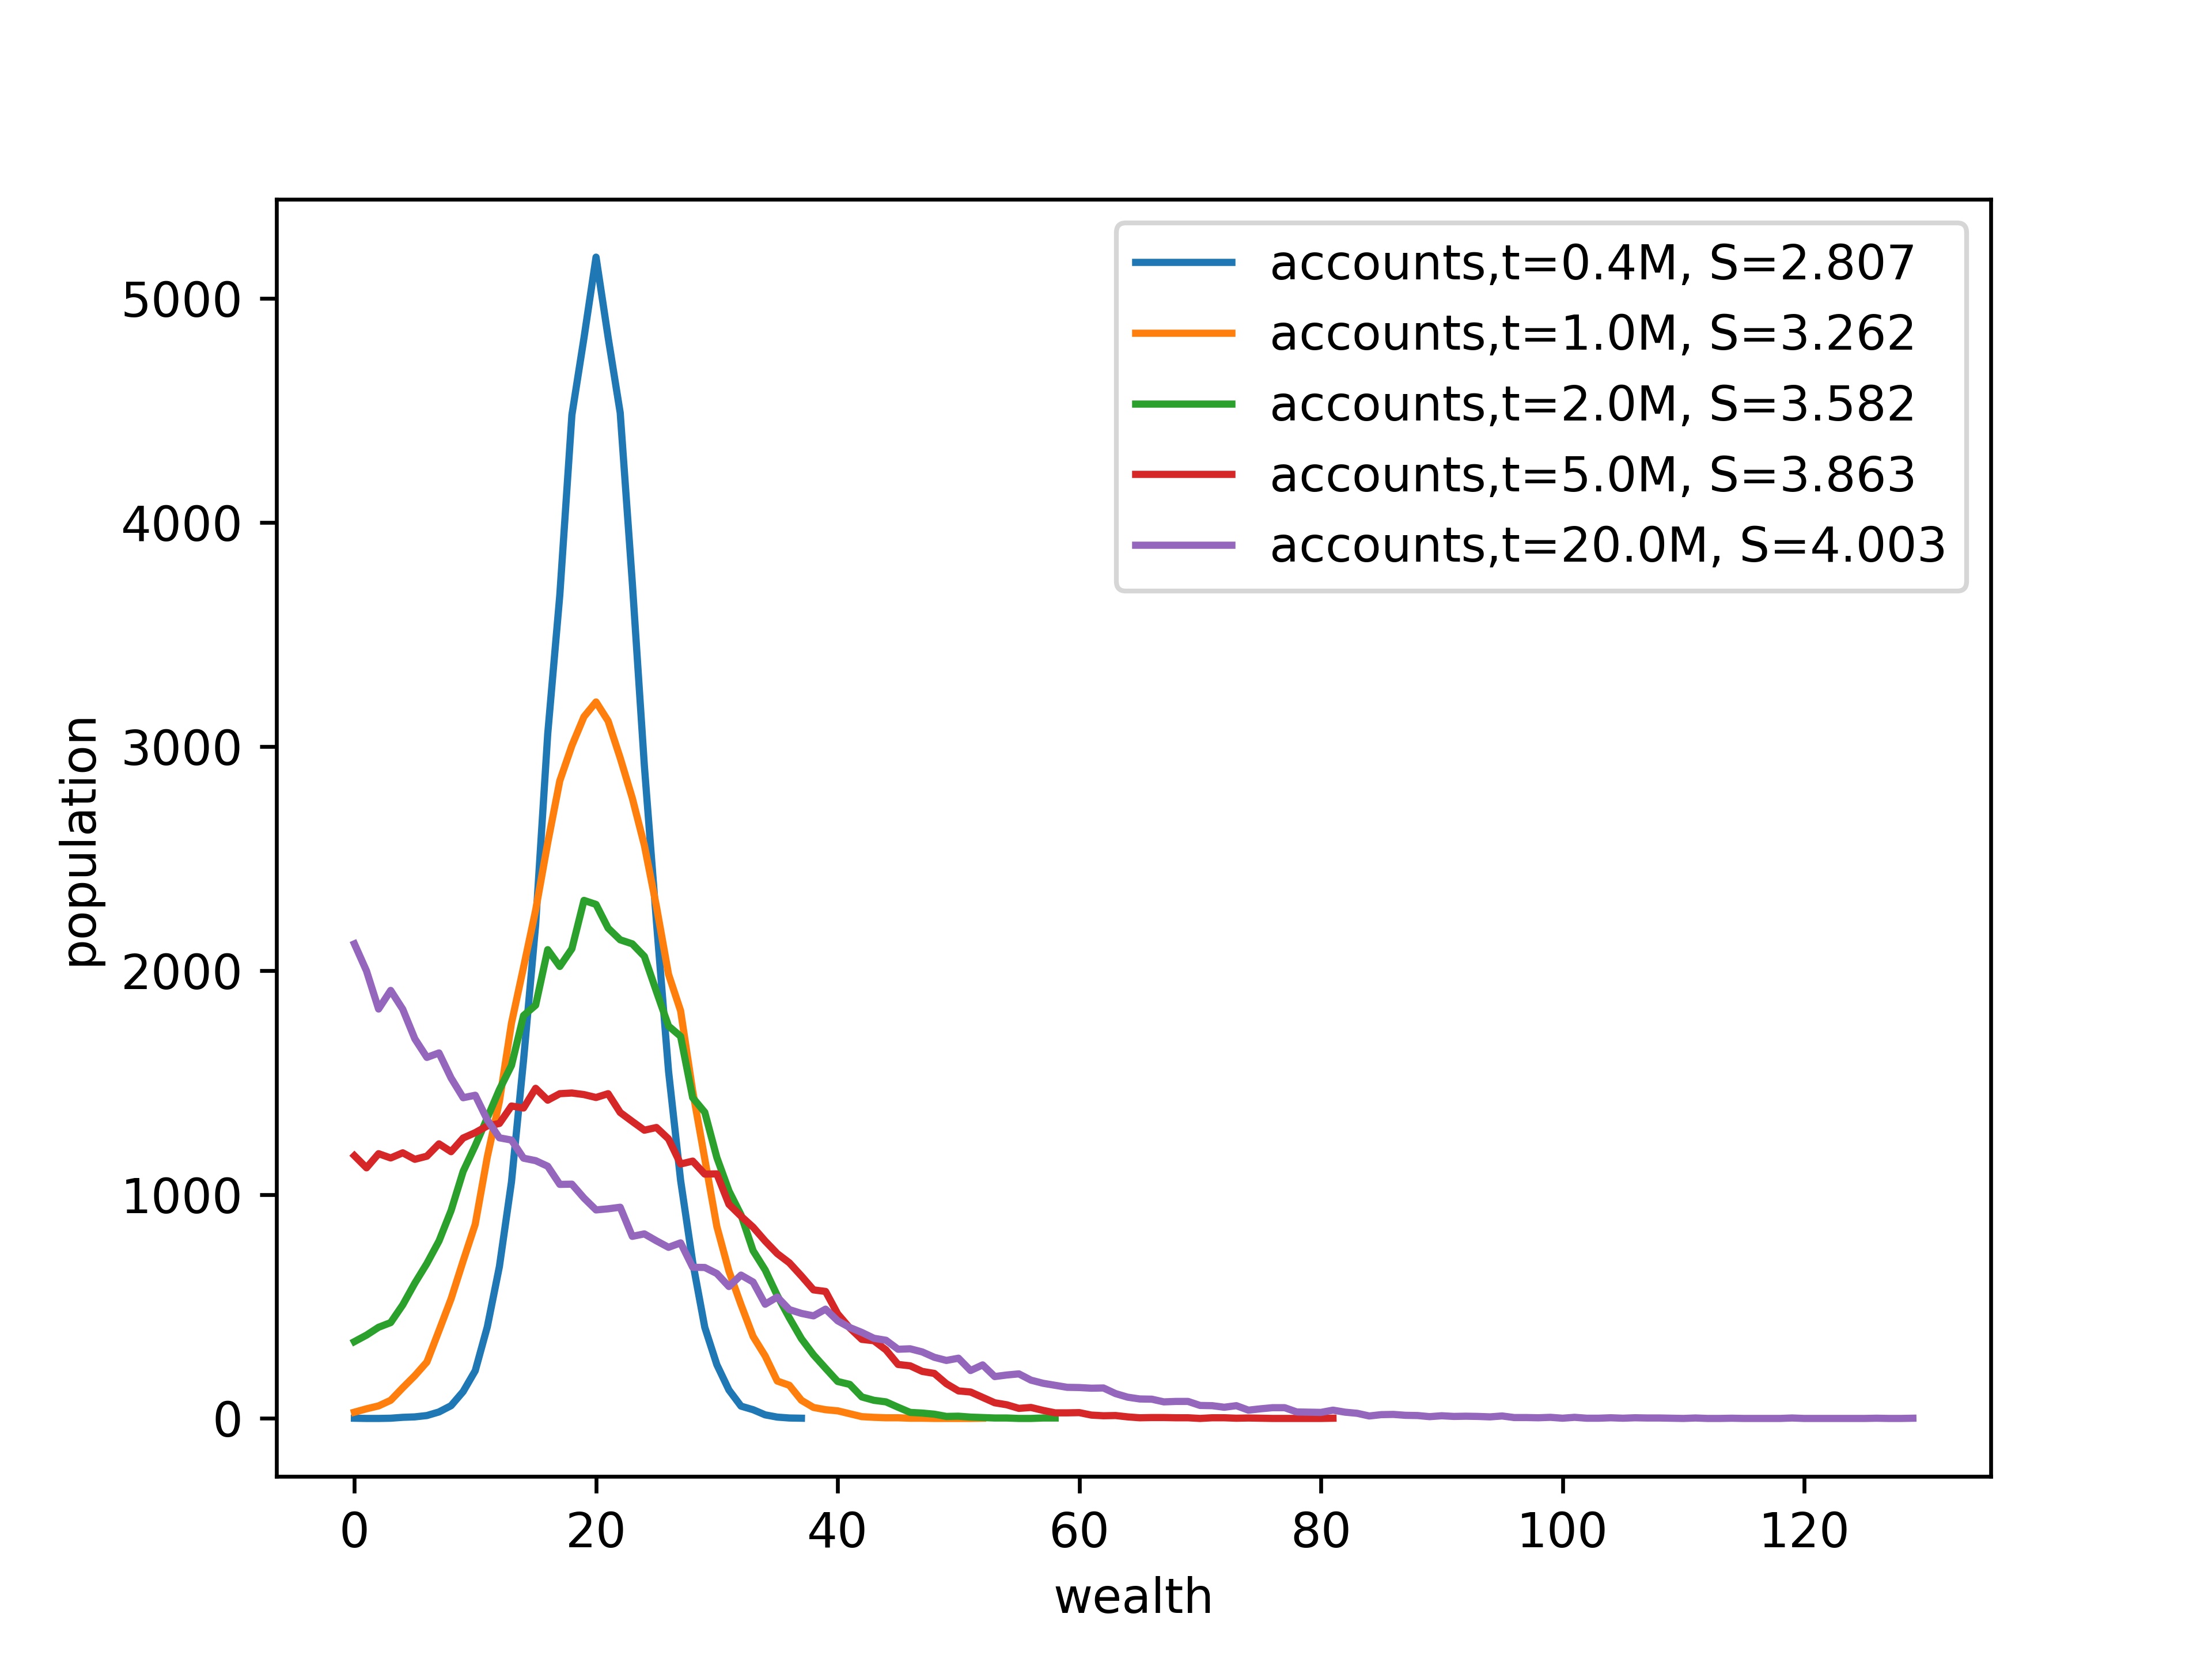 accounts,t=0.4M, S=2.807
accounts,t=1.0M, S=3.262
accounts,t=2.0M, S=3.582
accounts,t=5.0M, S=3.863
accounts,t=20.0M, S=4.003
5000
4000
3000
2000
1000
0
population
0 20 40 60 80 100 120
wealth